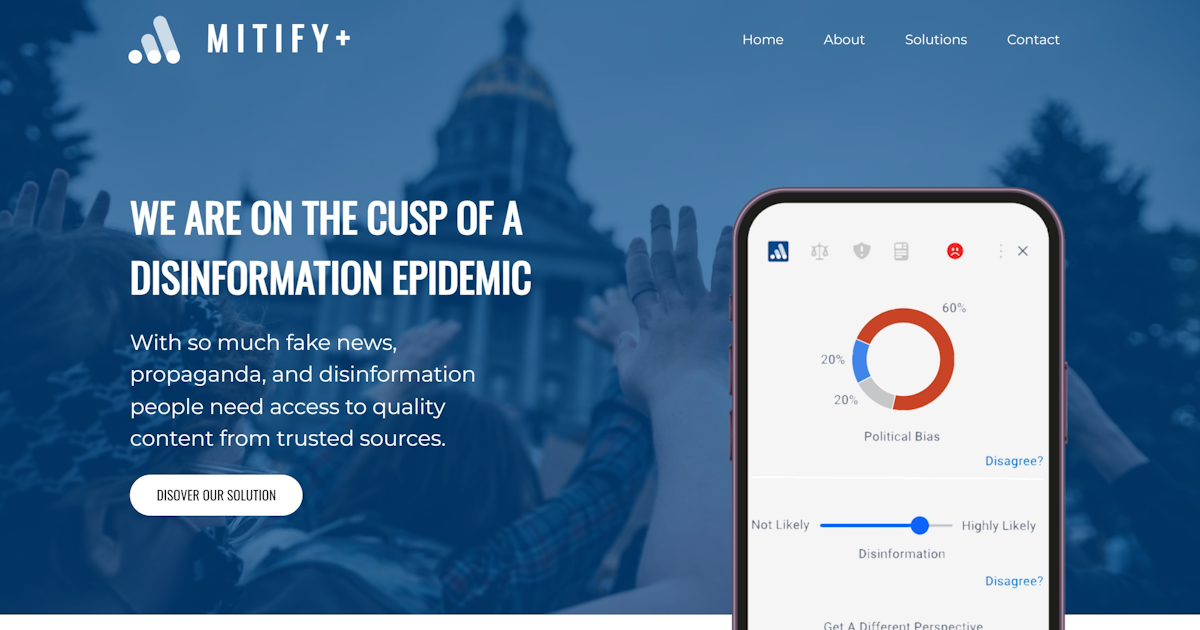 MITIFY+
Home About Solutions Contact
WE ARE ON THE CUSP OF A
DISINFORMATION EPIDEMIC
With so much fake news,
propaganda, and disinformation
people need access to quality
content from trusted sources.
DISOVER OUR SOLUTION
60%
20%
20%
Political Bias
Disagree?
Not Likely Highly Likely
Disinformation
Disagree?
Get A Different Perspective